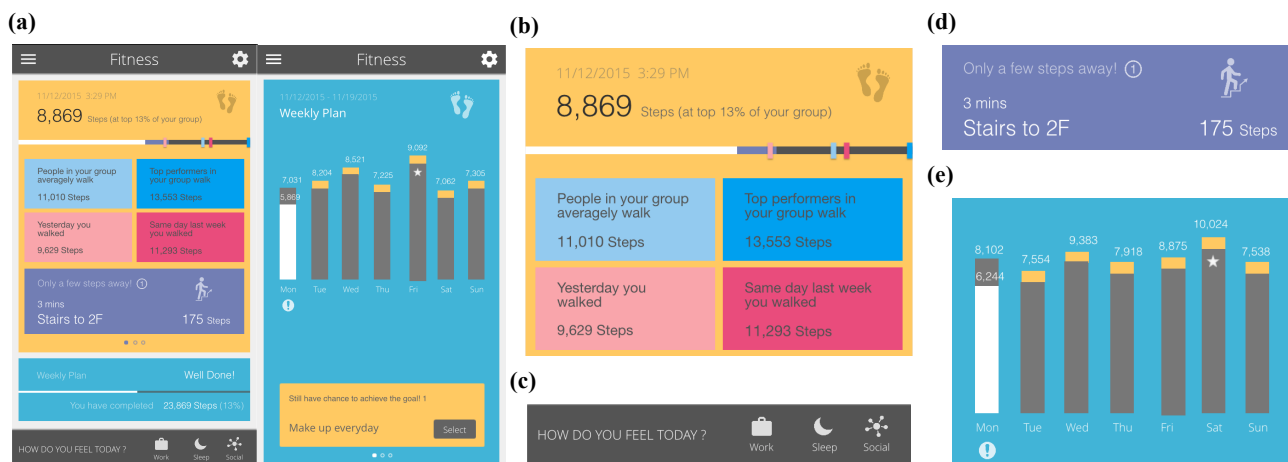 (a)
Fitness
11/12/2015 3:29 PM
8,869 Steps (at top 13% of your group)
People in your group
averagely walk
11,010 Steps
Top performers in
your group walk
13,553 Steps
Yesterday you
walked
9,629 Steps
Same day last week
you walked
11,293 Steps
Only a few steps away! 1
3 mins
Stairs to 2F
175 Steps
Weekly Plan
Well Done!
You have completed 23,869 Steps (13%)
HOW DO YOU FEEL TODAY ?
Work
Sleep
Social
Fitness
11/12/2015 - 11/19/2015
Weekly Plan
7,031
8,204
8,521
7,225
9,092
7,062
7,305
5,869
Mon Tue Wed Thu Fri Sat Sun
Still have chance to achieve the goal! 1
Make up everyday
Select
(b)
11/12/2015 3:29 PM
8,869 Steps (at top 13% of your group)
People in your group
averagely walk
11,010 Steps
Top performers in
your group walk
13,553 Steps
Yesterday you
walked
9,629 Steps
Same day last week
you walked
11,293 Steps
(c)
HOW DO YOU FEEL TODAY ?
Work
Sleep
Social
(d)
Only a few steps away! 1
3 mins
Stairs to 2F
175 Steps
(e)
8,102
7,554
9,383
7,918
8,875
10,024
7,538
6,244
Mon Tue Wed Thu Fri Sat Sun